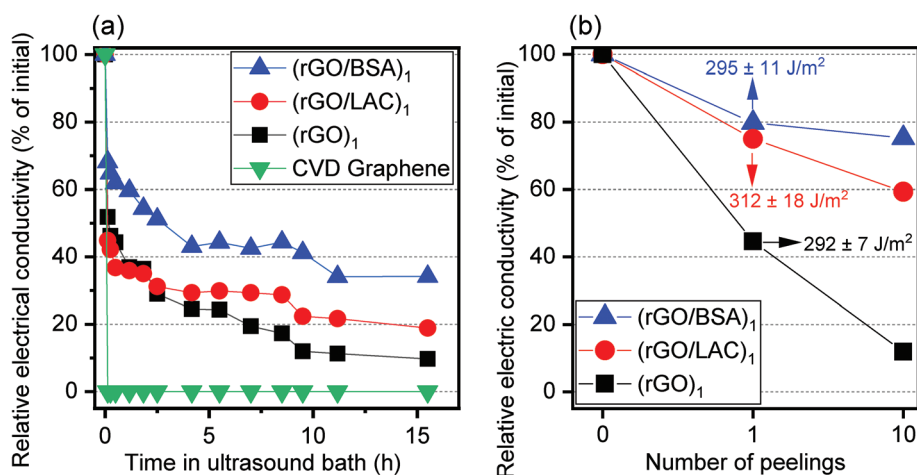 (a)
Relative electrical conductivity (% of initial)
100
80
60
40
20
0
(rGO/BSA)₁
(rGO/LAC)₁
(rGO)₁
CVD Graphene
0
5
10
15
Time in ultrasound bath (h)
(b)
Relative electric conductivity (% of initial)
100
80
60
40
20
0
295 ± 11 J/m²
312 ± 18 J/m²
292 ± 7 J/m²
(rGO/BSA)₁
(rGO/LAC)₁
(rGO)₁
0
1
10
Number of peelings